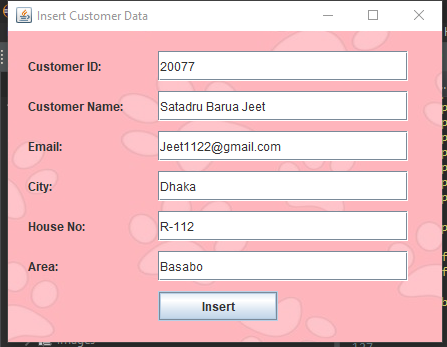 Insert Customer Data
Customer ID: 20077
Customer Name: Satadru Barua Jeet
Email: Jeet1122@gmail.com
City: Dhaka
House No: R-112
Area: Basabo
Insert